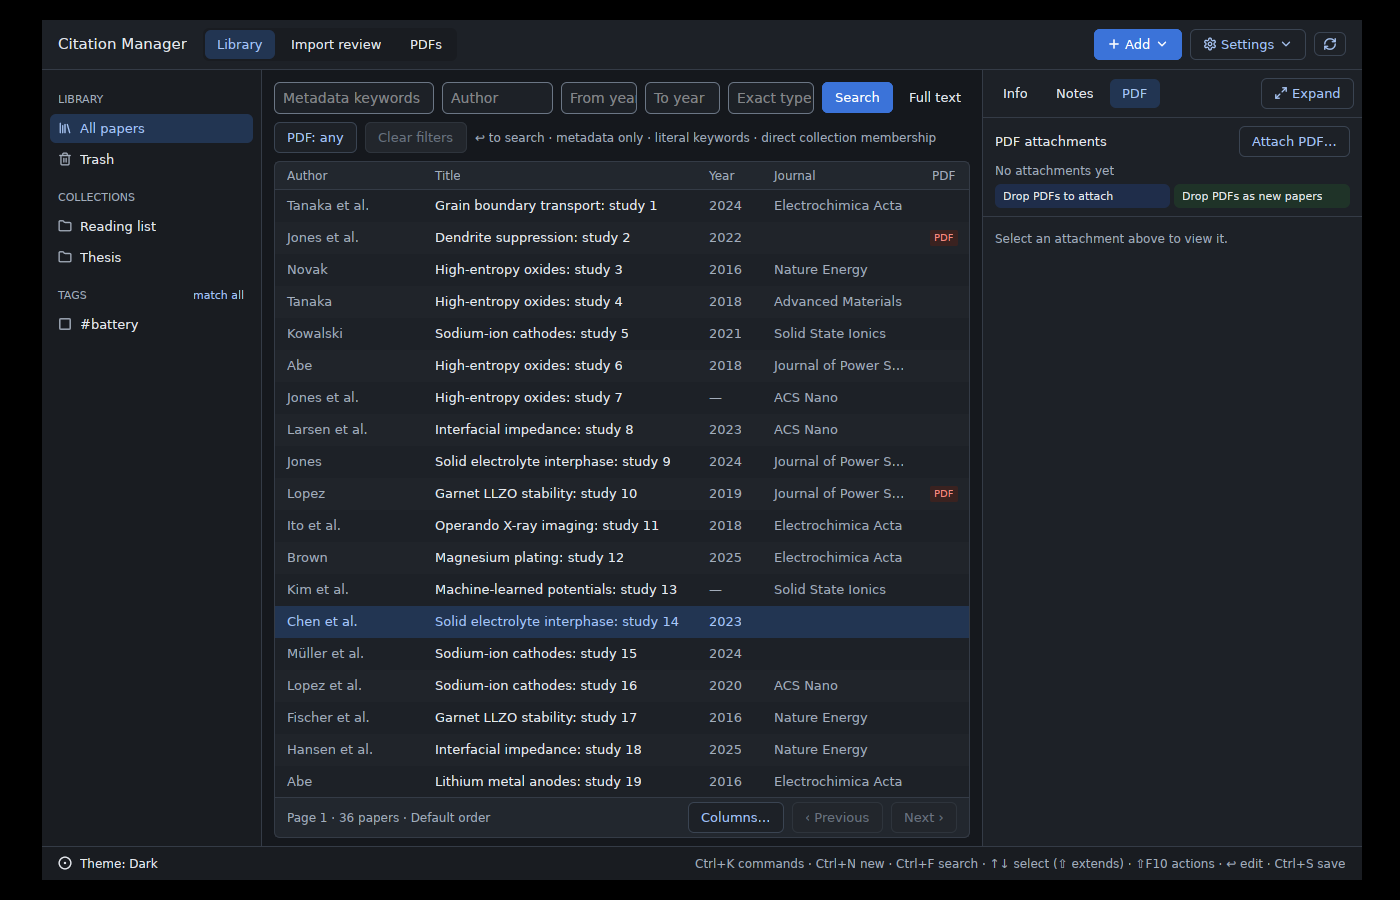 Citation Manager Library Import review PDFs + Add Settings
LIBRARY
All papers
Trash
COLLECTIONS
Reading list
Thesis
TAGS match all
#battery
Metadata keywords Author From yea To year Exact type Search Full text
PDF: any Clear filters ↩ to search · metadata only · literal keywords · direct collection membership
Author Title Year Journal PDF
Tanaka et al. Grain boundary transport: study 1 2024 Electrochimica Acta
Jones et al. Dendrite suppression: study 2 2022 PDF
Novak High-entropy oxides: study 3 2016 Nature Energy
Tanaka High-entropy oxides: study 4 2018 Advanced Materials
Kowalski Sodium-ion cathodes: study 5 2021 Solid State Ionics
Abe High-entropy oxides: study 6 2018 Journal of Power S…
Jones et al. High-entropy oxides: study 7 — ACS Nano
Larsen et al. Interfacial impedance: study 8 2023 ACS Nano
Jones Solid electrolyte interphase: study 9 2024 Journal of Power S…
Lopez Garnet LLZO stability: study 10 2019 Journal of Power S… PDF
Ito et al. Operando X-ray imaging: study 11 2018 Electrochimica Acta
Brown Magnesium plating: study 12 2025 Electrochimica Acta
Kim et al. Machine-learned potentials: study 13 — Solid State Ionics
Chen et al. Solid electrolyte interphase: study 14 2023
Müller et al. Sodium-ion cathodes: study 15 2024
Lopez et al. Sodium-ion cathodes: study 16 2020 ACS Nano
Fischer et al. Garnet LLZO stability: study 17 2016 Nature Energy
Hansen et al. Interfacial impedance: study 18 2025 Nature Energy
Abe Lithium metal anodes: study 19 2016 Electrochimica Acta
Page 1 · 36 papers · Default order Columns… ‹ Previous Next ›
Info Notes PDF Expand
PDF attachments Attach PDF…
No attachments yet
Drop PDFs to attach Drop PDFs as new papers
Select an attachment above to view it.
Theme: Dark Ctrl+K commands · Ctrl+N new · Ctrl+F search · ↑↓ select (⇧ extends) · ⇧F10 actions · ↩ edit · Ctrl+S save